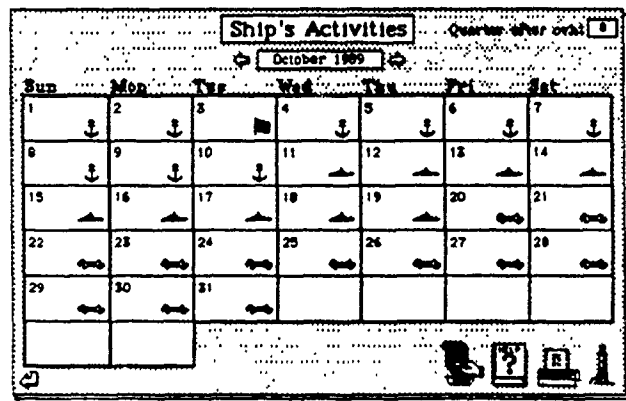 Ship's Activities
Quarter after ovhl 8
October 1989
Sun Mon Tue Wed Thu Fri Sat
1 2 3 4 5 6 7
8 9 10 11 12 13 14
15 16 17 18 19 20 21
22 23 24 25 26 27 28
29 30 31
?